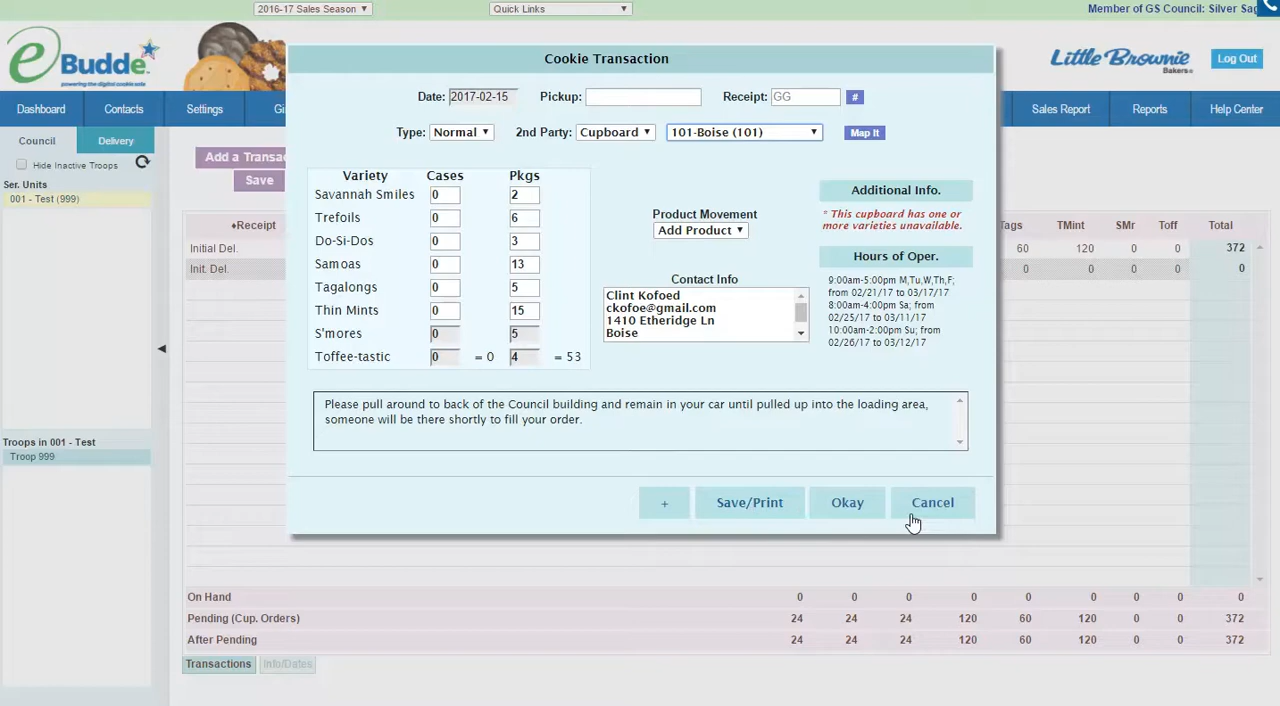 2016-17 Sales Season
Quick Links
Member of GS Council: Silver Sag
eBudde
powering the digital cookie sale
Little Brownie
Bakers
Log Out
Dashboard
Contacts
Settings
Gi
Sales Report
Reports
Help Center
Council
Delivery
Hide Inactive Troops
Ser. Units
001 - Test (999)
Troops in 001 - Test
Troop 999
Add a Transac
Save
Cookie Transaction
Date: 2017-02-15 Pickup: Receipt: GG #
Type: Normal 2nd Party: Cupboard 101-Boise (101) Map It
Variety Cases Pkgs
Savannah Smiles 0 2
Trefoils 0 6
Do-Si-Dos 0 3
Samoas 0 13
Tagalongs 0 5
Thin Mints 0 15
S'mores 0 5
Toffee-tastic 0 = 0 4 = 53
Product Movement
Add Product
Contact Info
Clint Kofoed
ckofoe@gmail.com
1410 Etheridge Ln
Boise
Additional Info.
* This cupboard has one or
more varieties unavailable.
Hours of Oper.
9:00am-5:00pm M,Tu,W,Th,F;
from 02/21/17 to 03/17/17
8:00am-4:00pm Sa; from
02/25/17 to 03/11/17
10:00am-2:00pm Su; from
02/26/17 to 03/12/17
Please pull around to back of the Council building and remain in your car until pulled up into the loading area,
someone will be there shortly to fill your order.
+ Save/Print Okay Cancel
Receipt Tags TMint SMr Toff Total
Initial Del. 60 120 0 0 372
Init. Del. 0 0 0 0 0
On Hand 0 0 0 0 0 0 0 0 0
Pending (Cup. Orders) 24 24 24 120 60 120 0 0 372
After Pending 24 24 24 120 60 120 0 0 372
Transactions Info/Dates